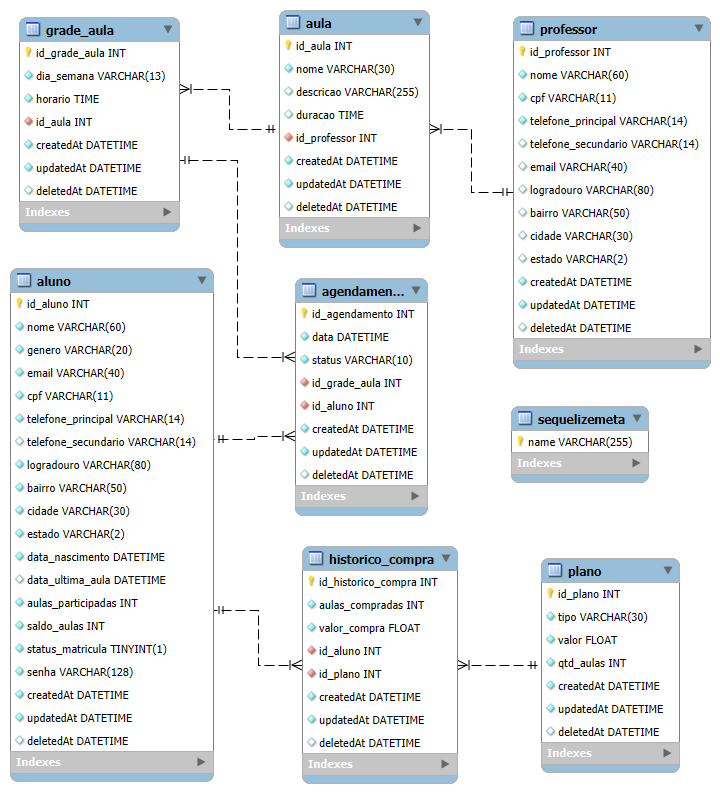 grade_aula
id_grade_aula INT
dia_semana VARCHAR(13)
horario TIME
id_aula INT
createdAt DATETIME
updatedAt DATETIME
deletedAt DATETIME
Indexes
aula
id_aula INT
nome VARCHAR(30)
descricao VARCHAR(255)
duracao TIME
id_professor INT
createdAt DATETIME
updatedAt DATETIME
deletedAt DATETIME
Indexes
professor
id_professor INT
nome VARCHAR(60)
cpf VARCHAR(11)
telefone_principal VARCHAR(14)
telefone_secundario VARCHAR(14)
email VARCHAR(40)
logradouro VARCHAR(80)
bairro VARCHAR(50)
cidade VARCHAR(30)
estado VARCHAR(2)
createdAt DATETIME
updatedAt DATETIME
deletedAt DATETIME
Indexes
aluno
id_aluno INT
nome VARCHAR(60)
genero VARCHAR(20)
email VARCHAR(40)
cpf VARCHAR(11)
telefone_principal VARCHAR(14)
telefone_secundario VARCHAR(14)
logradouro VARCHAR(80)
bairro VARCHAR(50)
cidade VARCHAR(30)
estado VARCHAR(2)
data_nascimento DATETIME
data_ultima_aula DATETIME
aulas_participadas INT
saldo_aulas INT
status_matricula TINYINT(1)
senha VARCHAR(128)
createdAt DATETIME
updatedAt DATETIME
deletedAt DATETIME
Indexes
agendamen...
id_agendamento INT
data DATETIME
status VARCHAR(10)
id_grade_aula INT
id_aluno INT
createdAt DATETIME
updatedAt DATETIME
deletedAt DATETIME
Indexes
sequelizemeta
name VARCHAR(255)
Indexes
historico_compra
id_historico_compra INT
aulas_compradas INT
valor_compra FLOAT
id_aluno INT
id_plano INT
createdAt DATETIME
updatedAt DATETIME
deletedAt DATETIME
Indexes
plano
id_plano INT
tipo VARCHAR(30)
valor FLOAT
qtd_aulas INT
createdAt DATETIME
updatedAt DATETIME
deletedAt DATETIME
Indexes